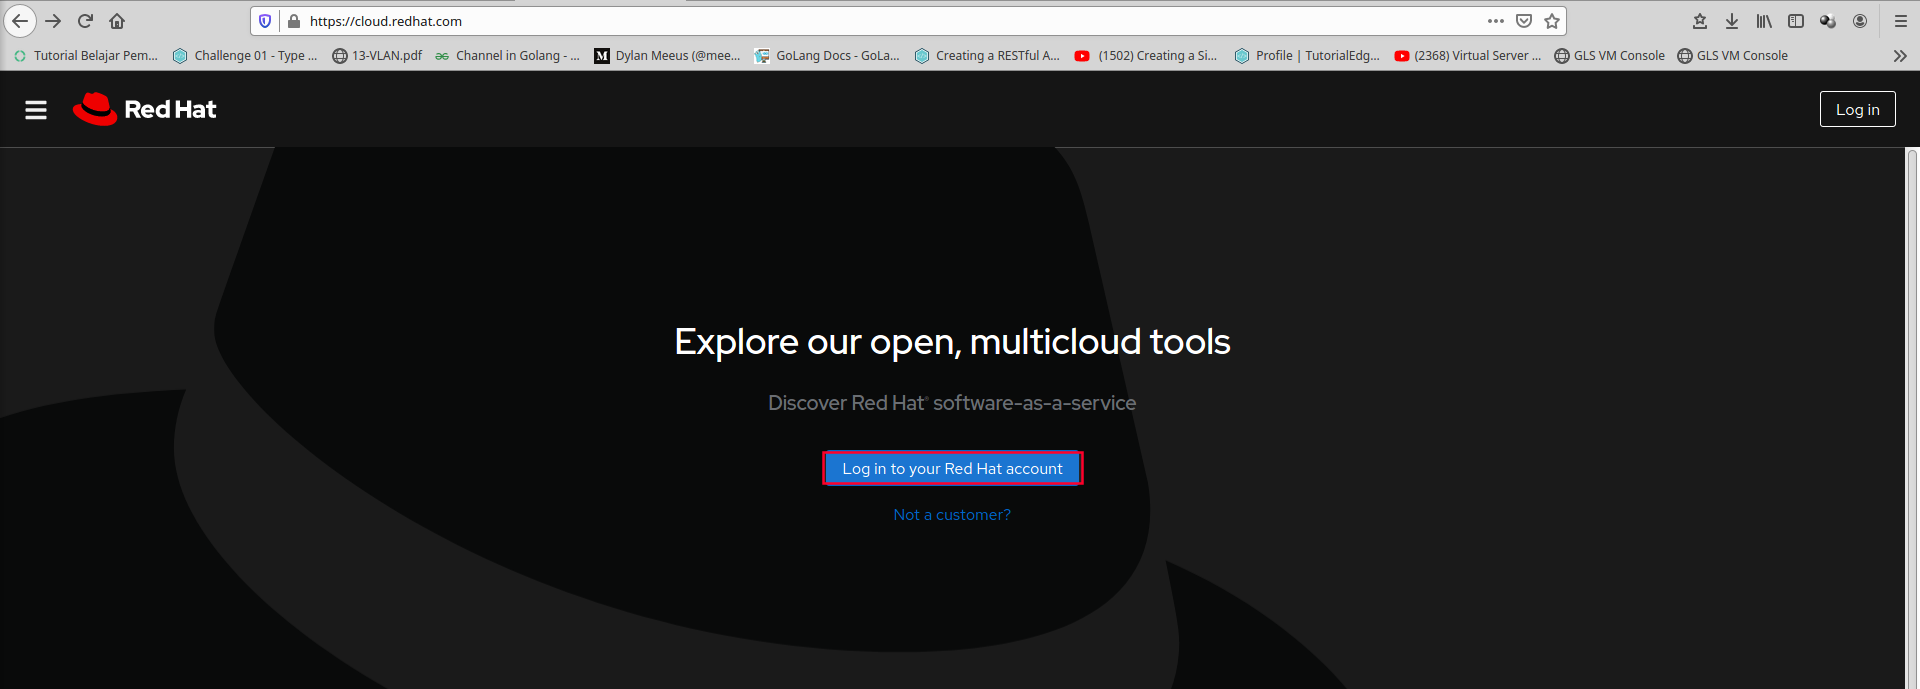 https://cloud.redhat.com
Tutorial Belajar Pem... Challenge 01 - Type ... 13-VLAN.pdf Channel in Golang - ... Dylan Meeus (@mee... GoLang Docs - GoLa... Creating a RESTful A... (1502) Creating a Si... Profile | TutorialEdg... (2368) Virtual Server ... GLS VM Console GLS VM Console
Red Hat Log in
Explore our open, multicloud tools
Discover Red Hat® software-as-a-service
Log in to your Red Hat account
Not a customer?